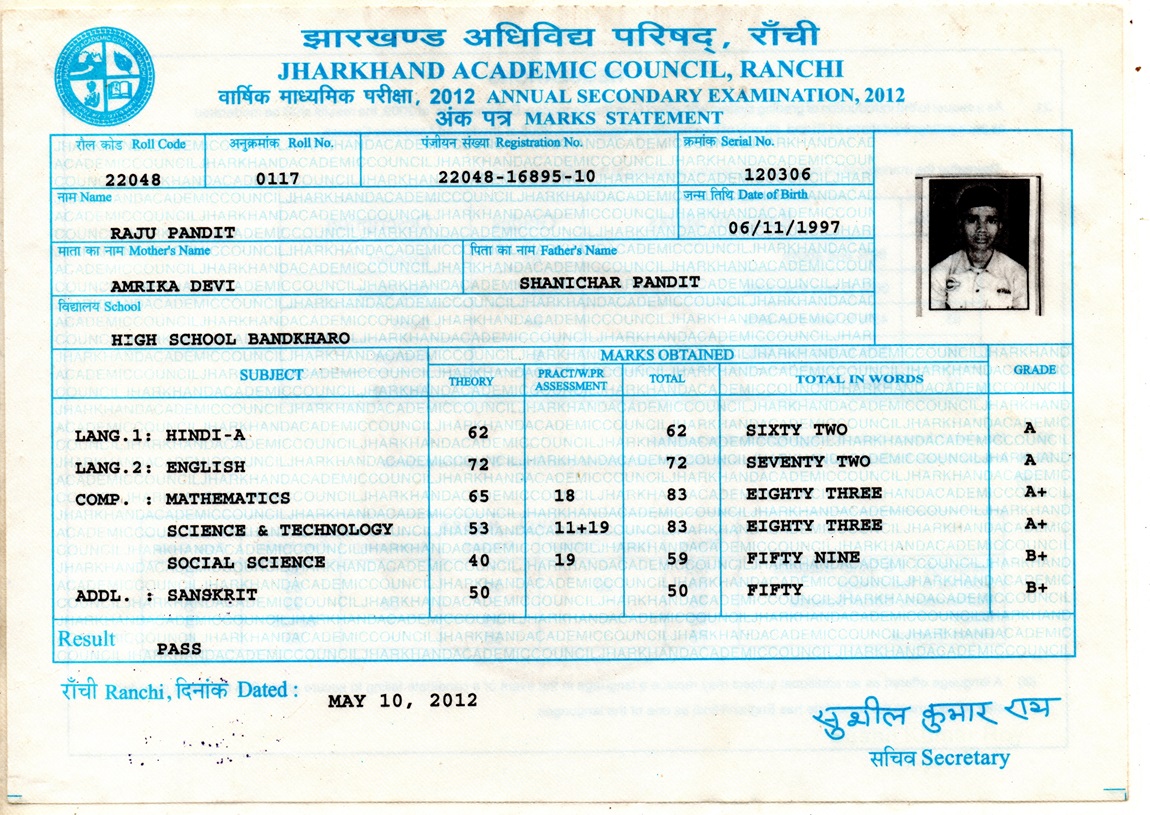 झारखण्ड अधिविद्य परिषद्, राँची
JHARKHAND ACADEMIC COUNCIL, RANCHI
वार्षिक माध्यमिक परीक्षा, 2012 ANNUAL SECONDARY EXAMINATION, 2012
अंक पत्र MARKS STATEMENT
रौल कोड Roll Code अनुक्रमांक Roll No. पंजीयन संख्या Registration No. क्रमांक Serial No.
22048 0117 22048-16895-10 120306
नाम Name जन्म तिथि Date of Birth
RAJU PANDIT 06/11/1997
माता का नाम Mother's Name पिता का नाम Father's Name
AMRIKA DEVI SHANICHAR PANDIT
विद्यालय School
HIGH SCHOOL BANDKHARO
MARKS OBTAINED
SUBJECT THEORY PRACT/W.PR ASSESSMENT TOTAL TOTAL IN WORDS GRADE
LANG.1: HINDI-A 62 62 SIXTY TWO A
LANG.2: ENGLISH 72 72 SEVENTY TWO A
COMP. : MATHEMATICS 65 18 83 EIGHTY THREE A+
SCIENCE & TECHNOLOGY 53 11+19 83 EIGHTY THREE A+
SOCIAL SCIENCE 40 19 59 FIFTY NINE B+
ADDL. : SANSKRIT 50 50 FIFTY B+
Result PASS
राँची Ranchi, दिनांक Dated : MAY 10, 2012
सुशील कुमार राय
सचिव Secretary